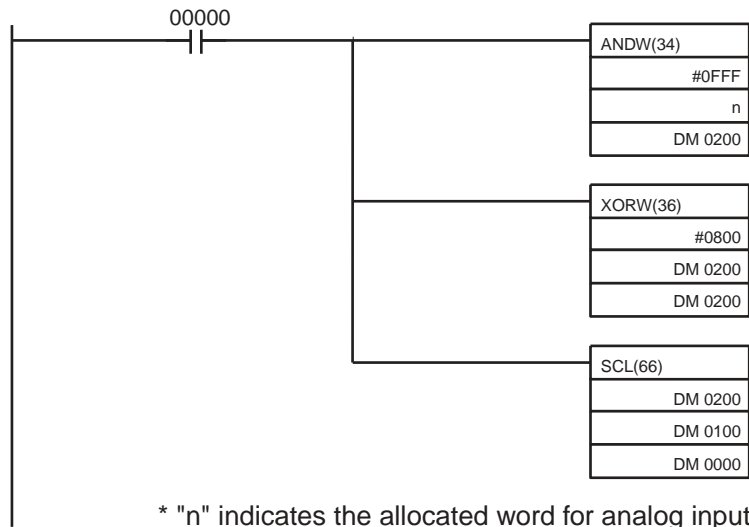 00000
ANDW(34)
#0FFF
n
DM 0200
XORW(36)
#0800
DM 0200
DM 0200
SCL(66)
DM 0200
DM 0100
DM 0000
* "n" indicates the allocated word for analog input